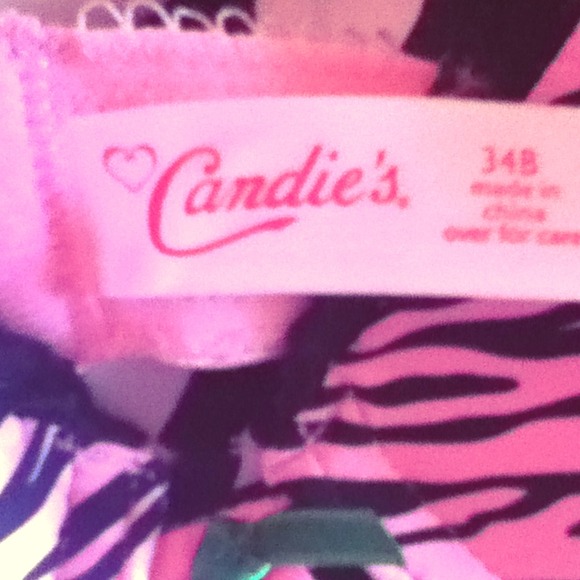 Candie's.
34B
made in
china
over for care